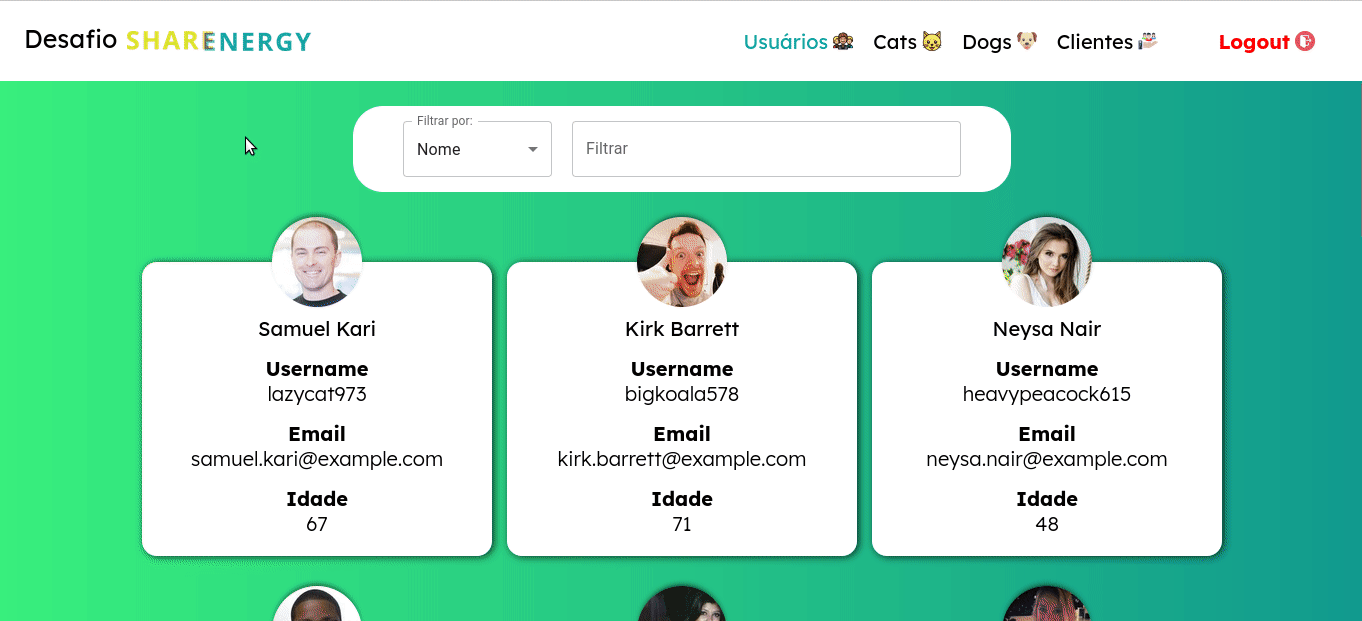 Desafio SHARENERGY
Usuários Cats Dogs Clientes Logout
Filtrar por:
Nome
Filtrar
Samuel Kari
Username
lazycat973
Email
samuel.kari@example.com
Idade
67
Kirk Barrett
Username
bigkoala578
Email
kirk.barrett@example.com
Idade
71
Neysa Nair
Username
heavypeacock615
Email
neysa.nair@example.com
Idade
48